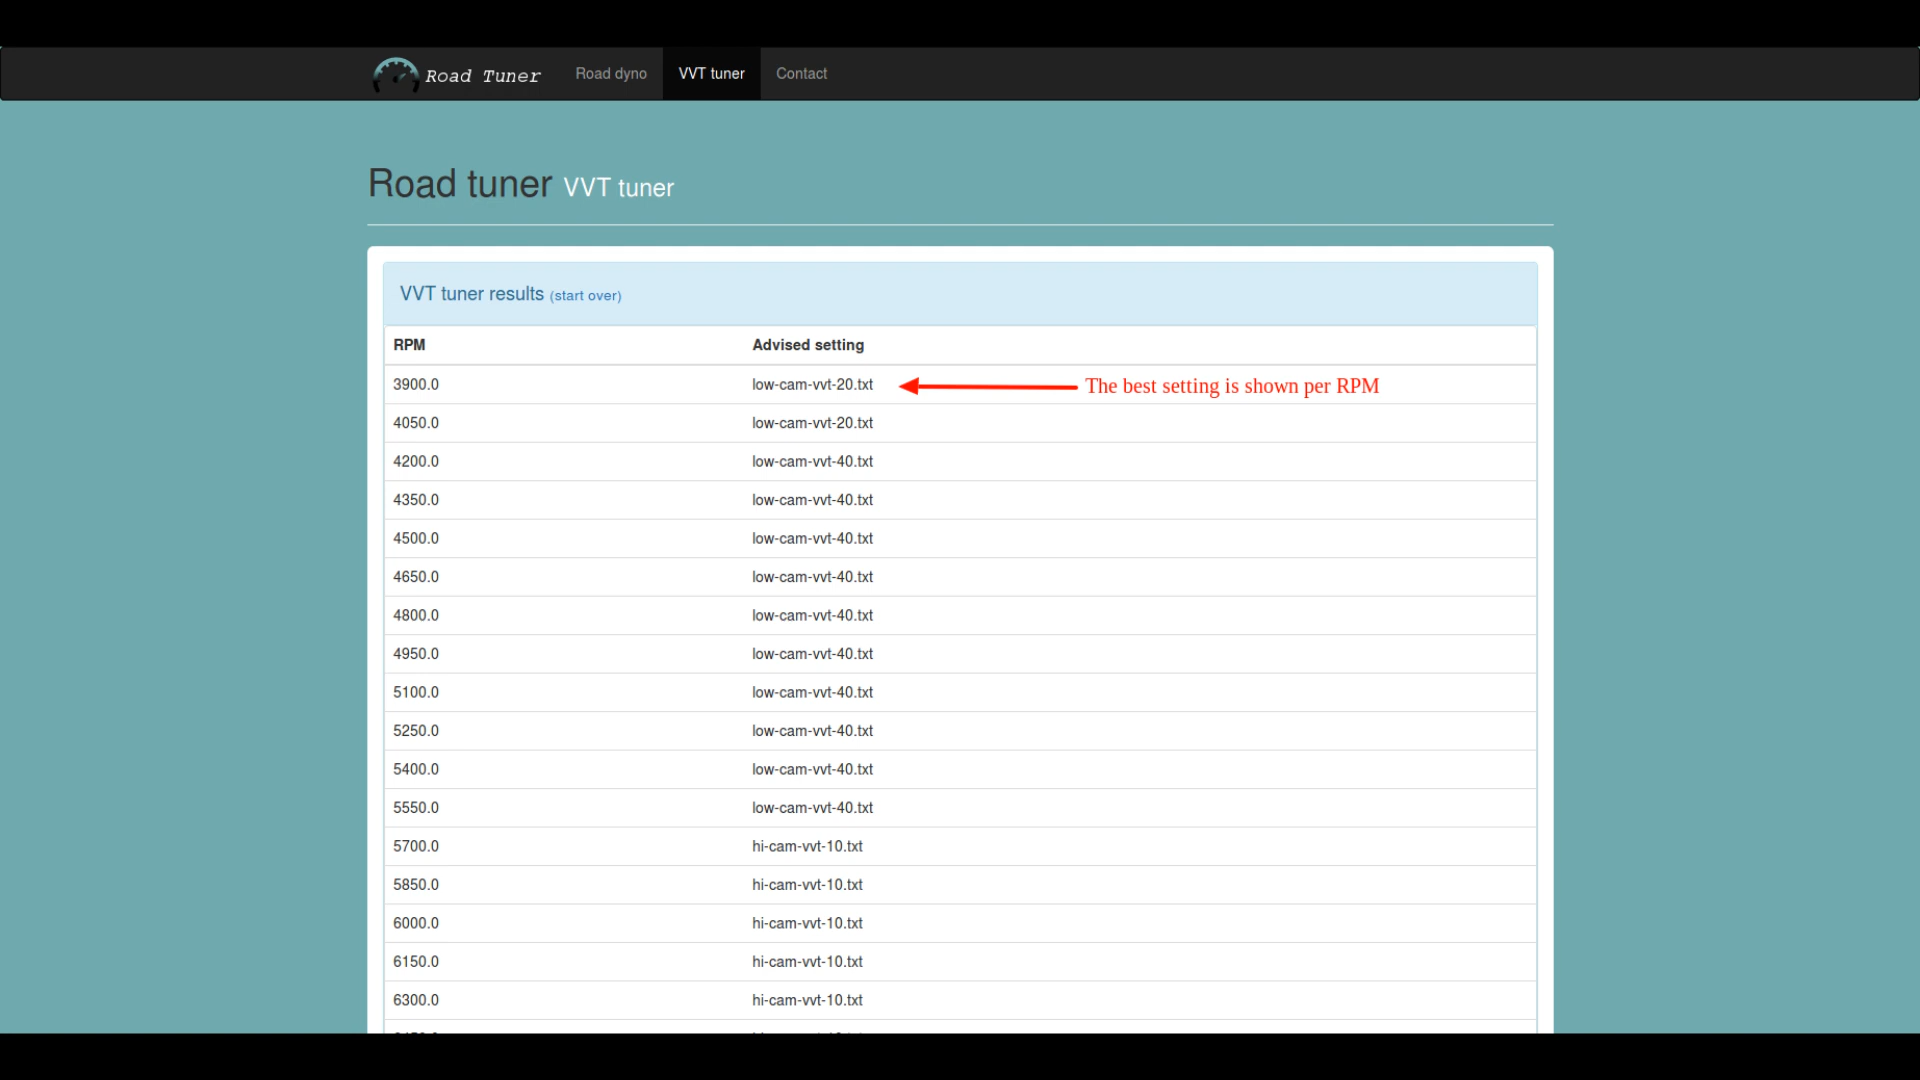 Road Tuner Road dyno VVT tuner Contact
Road tuner VVT tuner
VVT tuner results (start over)
RPM Advised setting
3900.0 low-cam-vvt-20.txt The best setting is shown per RPM
4050.0 low-cam-vvt-20.txt
4200.0 low-cam-vvt-40.txt
4350.0 low-cam-vvt-40.txt
4500.0 low-cam-vvt-40.txt
4650.0 low-cam-vvt-40.txt
4800.0 low-cam-vvt-40.txt
4950.0 low-cam-vvt-40.txt
5100.0 low-cam-vvt-40.txt
5250.0 low-cam-vvt-40.txt
5400.0 low-cam-vvt-40.txt
5550.0 low-cam-vvt-40.txt
5700.0 hi-cam-vvt-10.txt
5850.0 hi-cam-vvt-10.txt
6000.0 hi-cam-vvt-10.txt
6150.0 hi-cam-vvt-10.txt
6300.0 hi-cam-vvt-10.txt